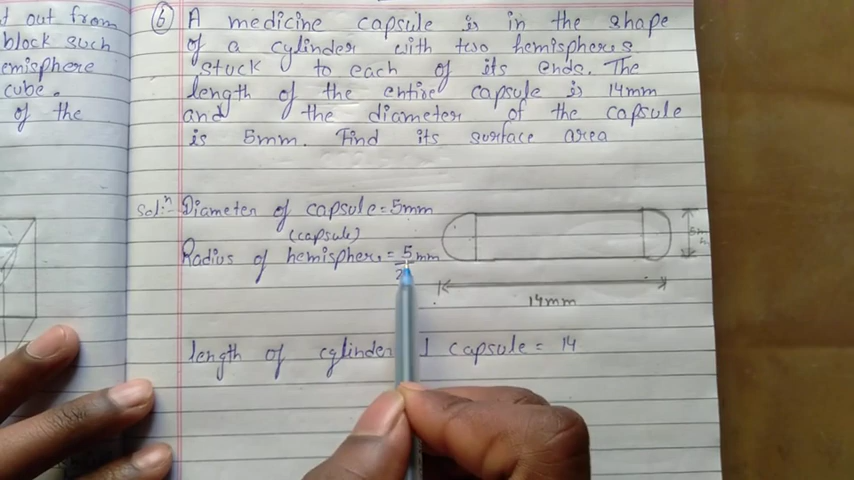 t out from
block such
emisphere
cube.
of the
6 A medicine capsule is in the shape
of a cylinder with two hemispheres
stuck to each of its ends. The
length of the entire capsule is 14mm
and the diameter of the capsule
is 5mm. Find its surface area
Sol:ⁿ Diameter of capsule = 5mm
(capsule)
Radius of hemisphere = 5/2 mm
5mm
14mm
length of cylinder capsule = 14